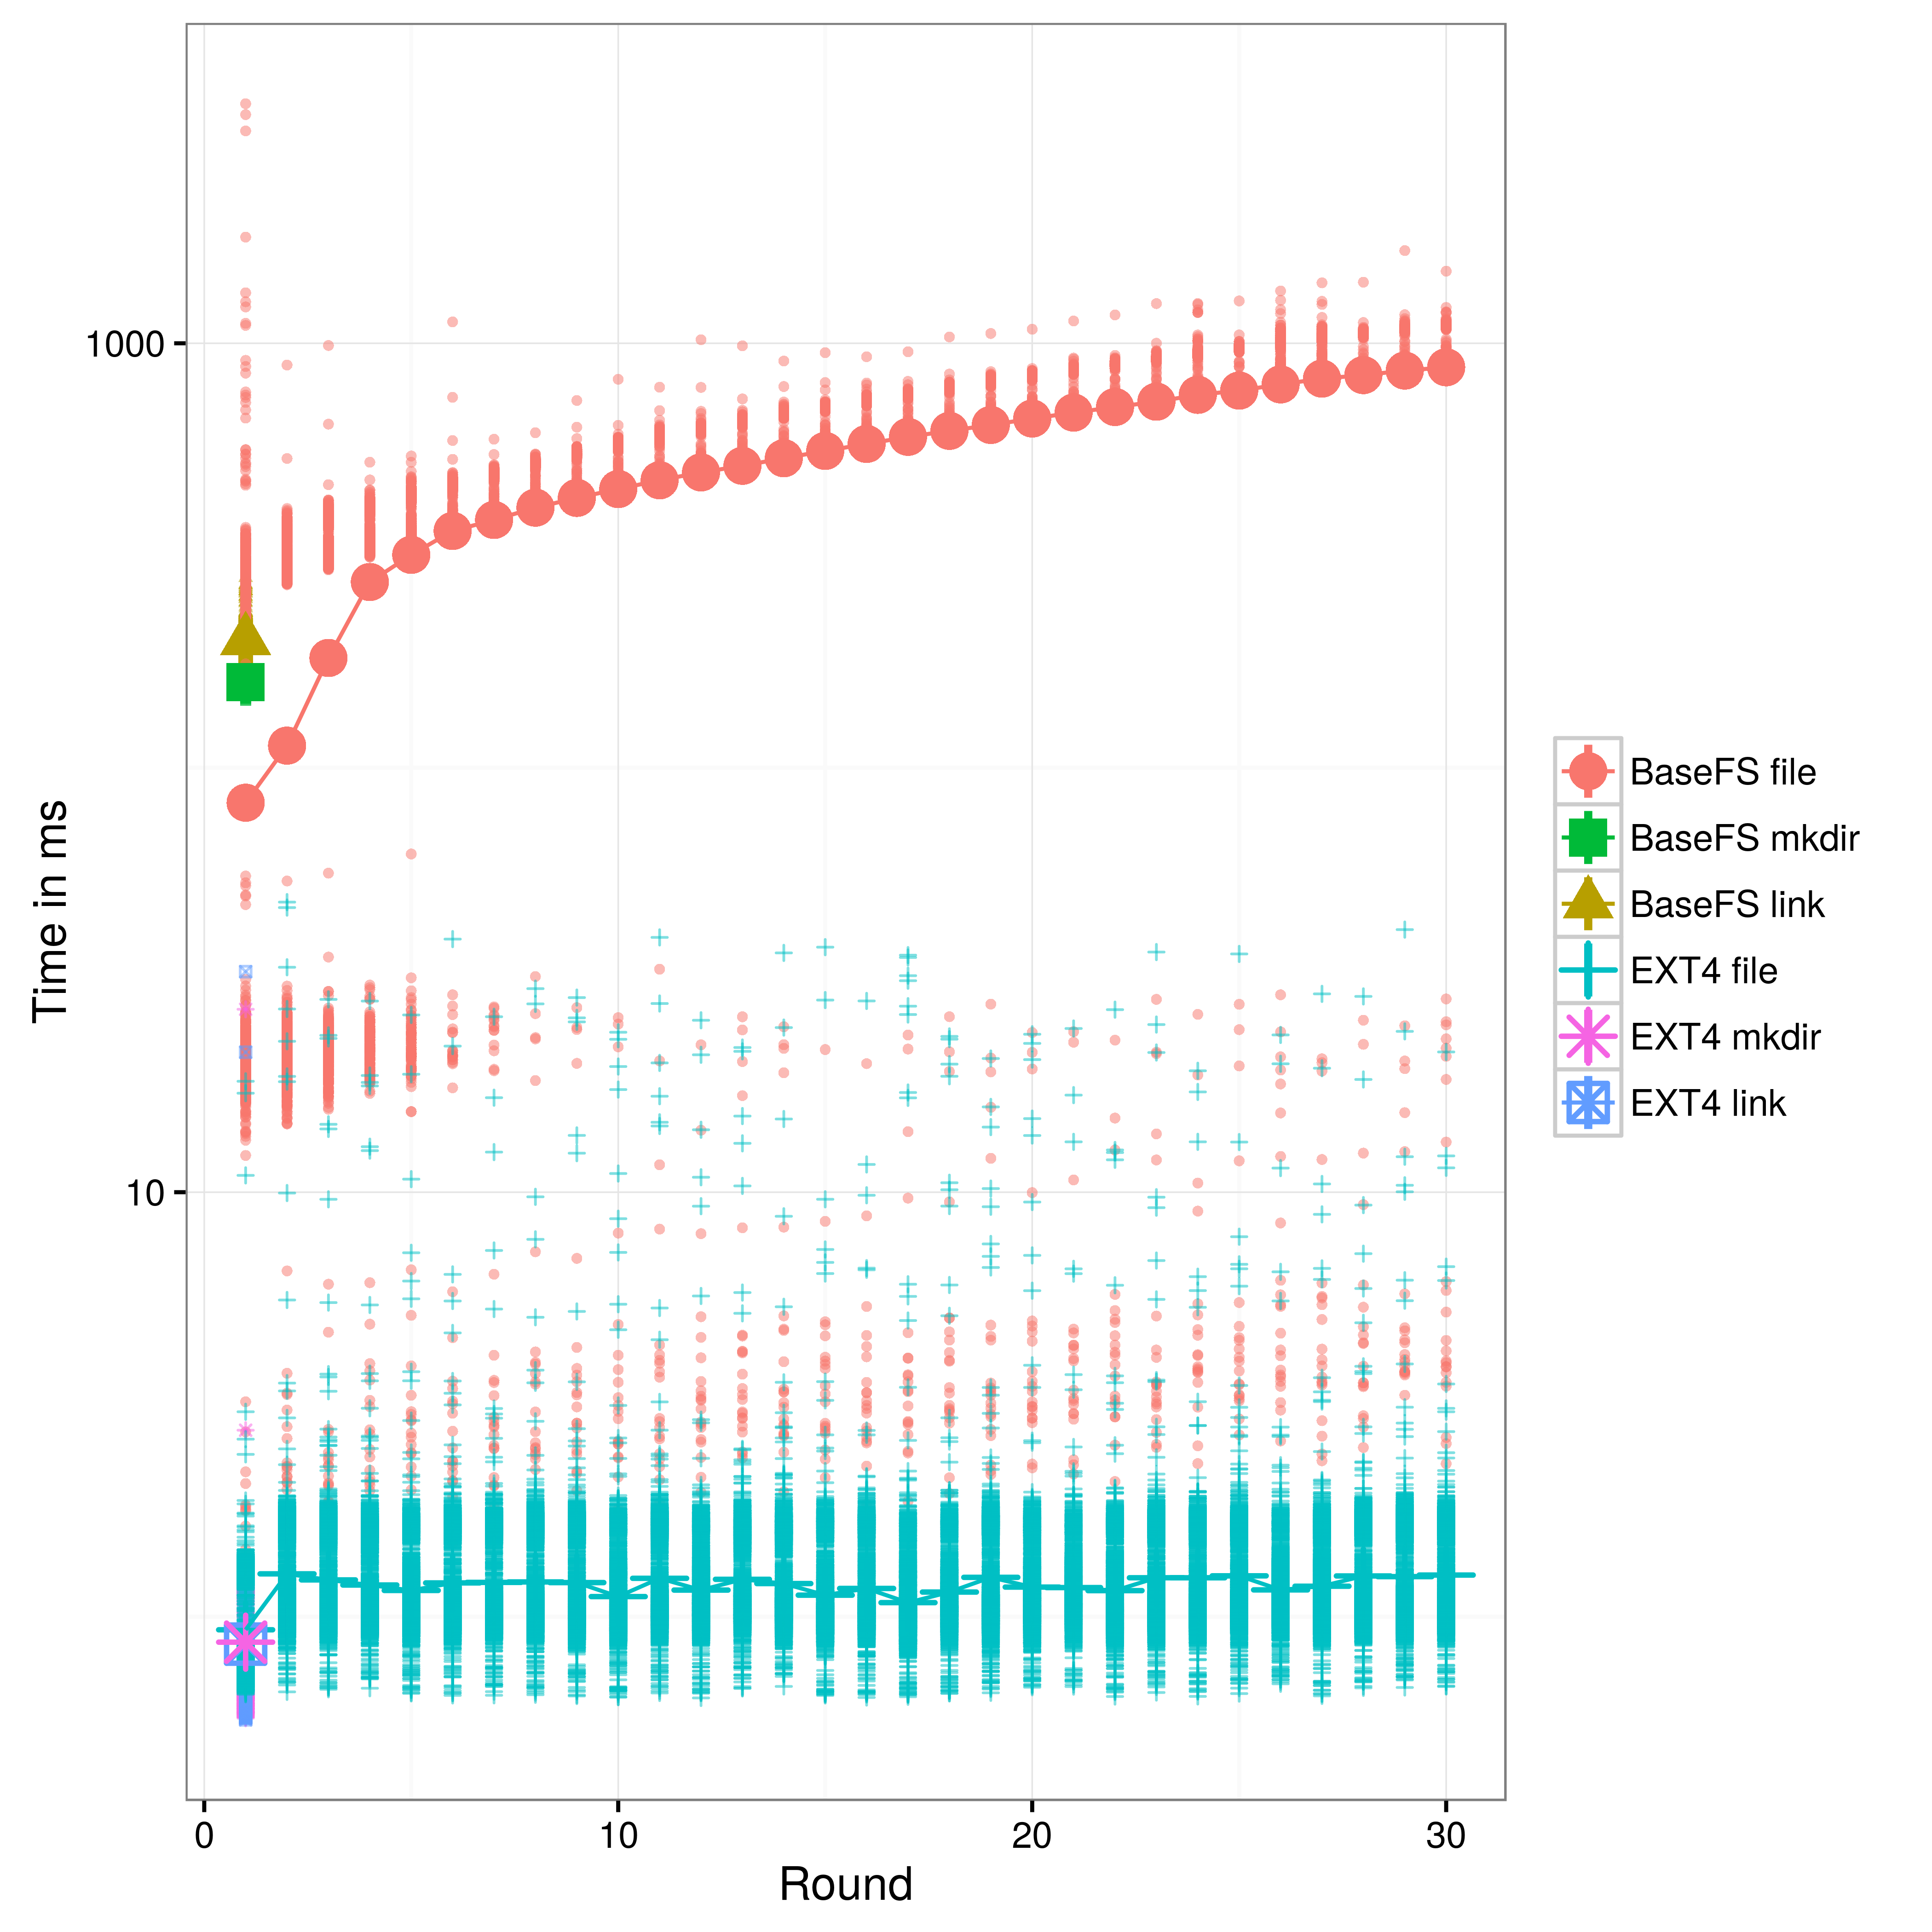 1000
10
Time in ms
0
10
20
30
Round
BaseFS file
BaseFS mkdir
BaseFS link
EXT4 file
EXT4 mkdir
EXT4 link